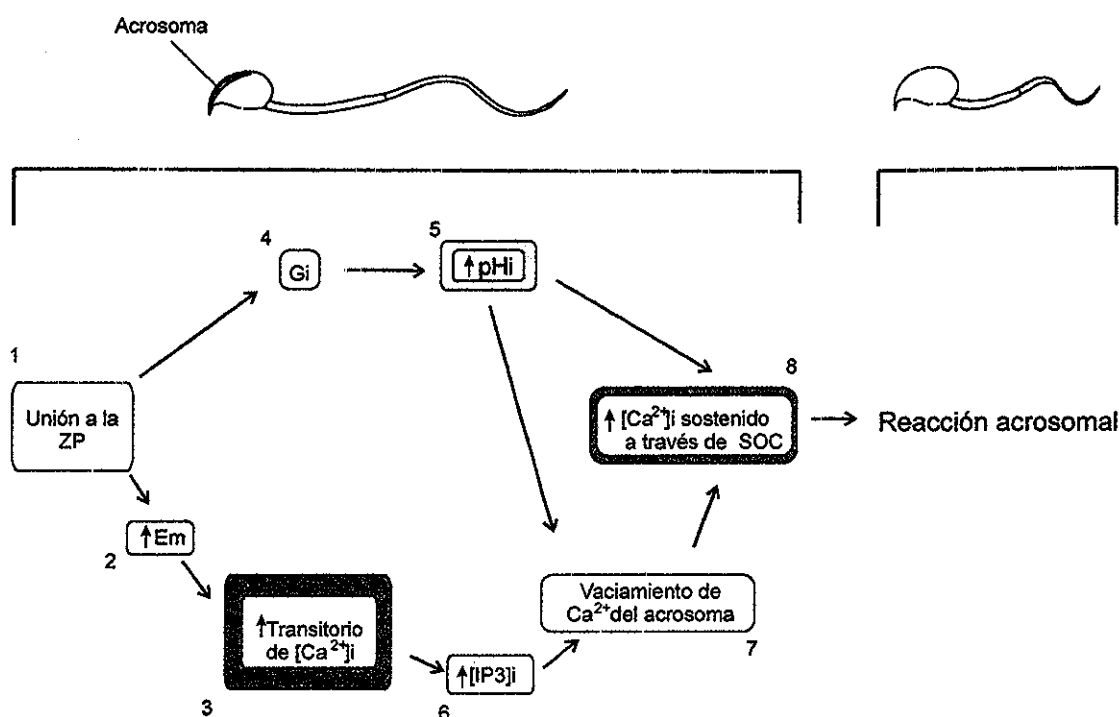 Acrosoma
4
Gi
5
↑pHi
1
Unión a la
ZP
8
↑ [Ca²⁺]i sostenido
a través de SOC
Reacción acrosomal
2
↑Em
3
↑Transitorio
de [Ca²⁺]i
6
↑[IP3]i
Vaciamiento de
Ca²⁺ del acrosoma
7